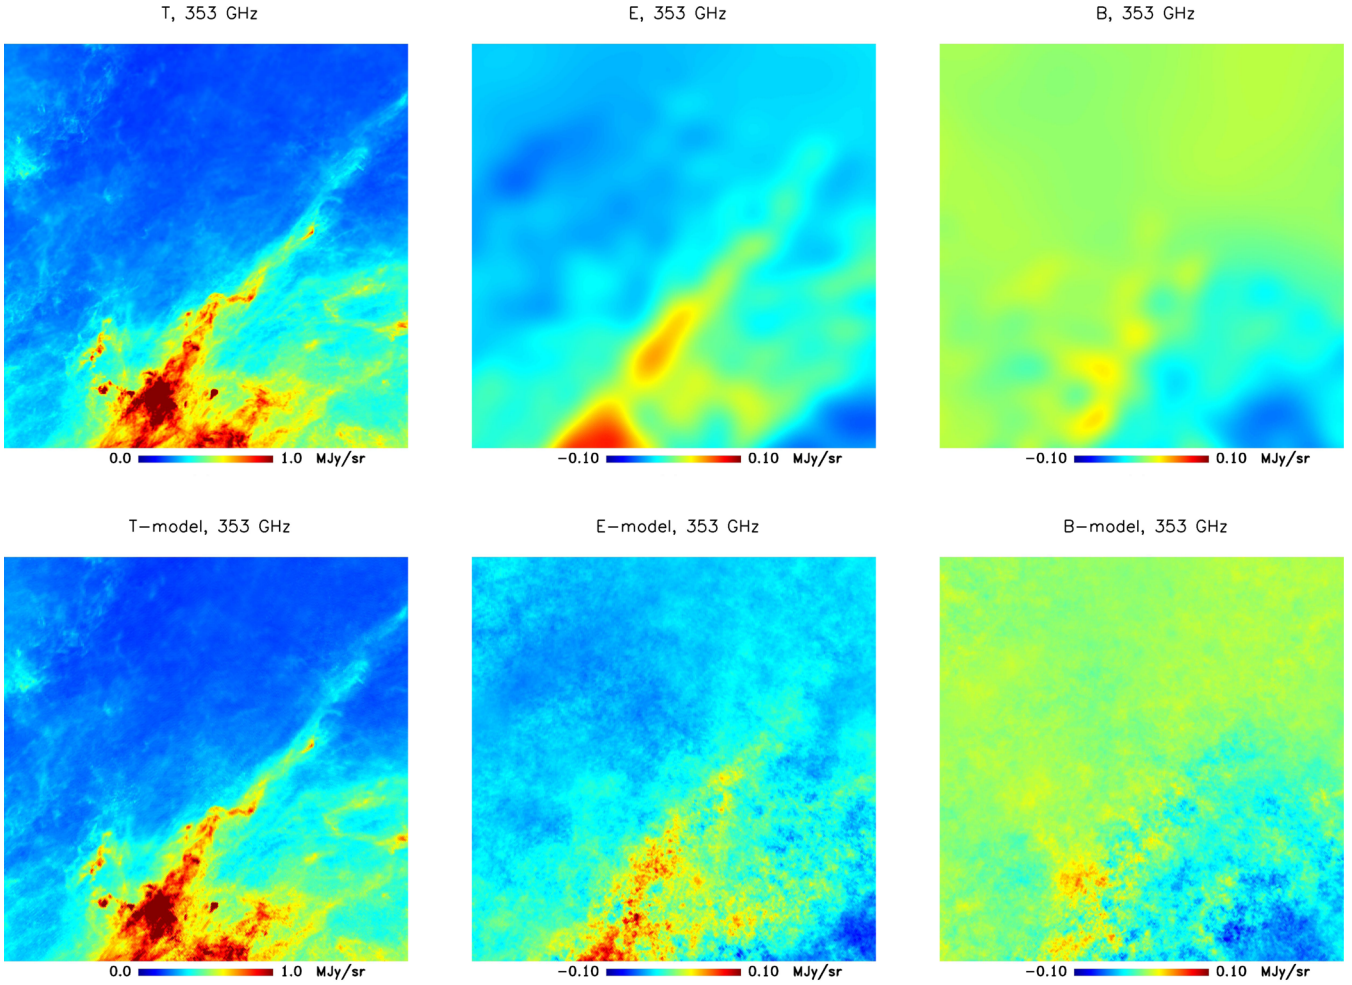 T, 353 GHz
E, 353 GHz
B, 353 GHz
0.0 1.0 MJy/sr
−0.10 0.10 MJy/sr
−0.10 0.10 MJy/sr
T−model, 353 GHz
E−model, 353 GHz
B−model, 353 GHz
0.0 1.0 MJy/sr
−0.10 0.10 MJy/sr
−0.10 0.10 MJy/sr